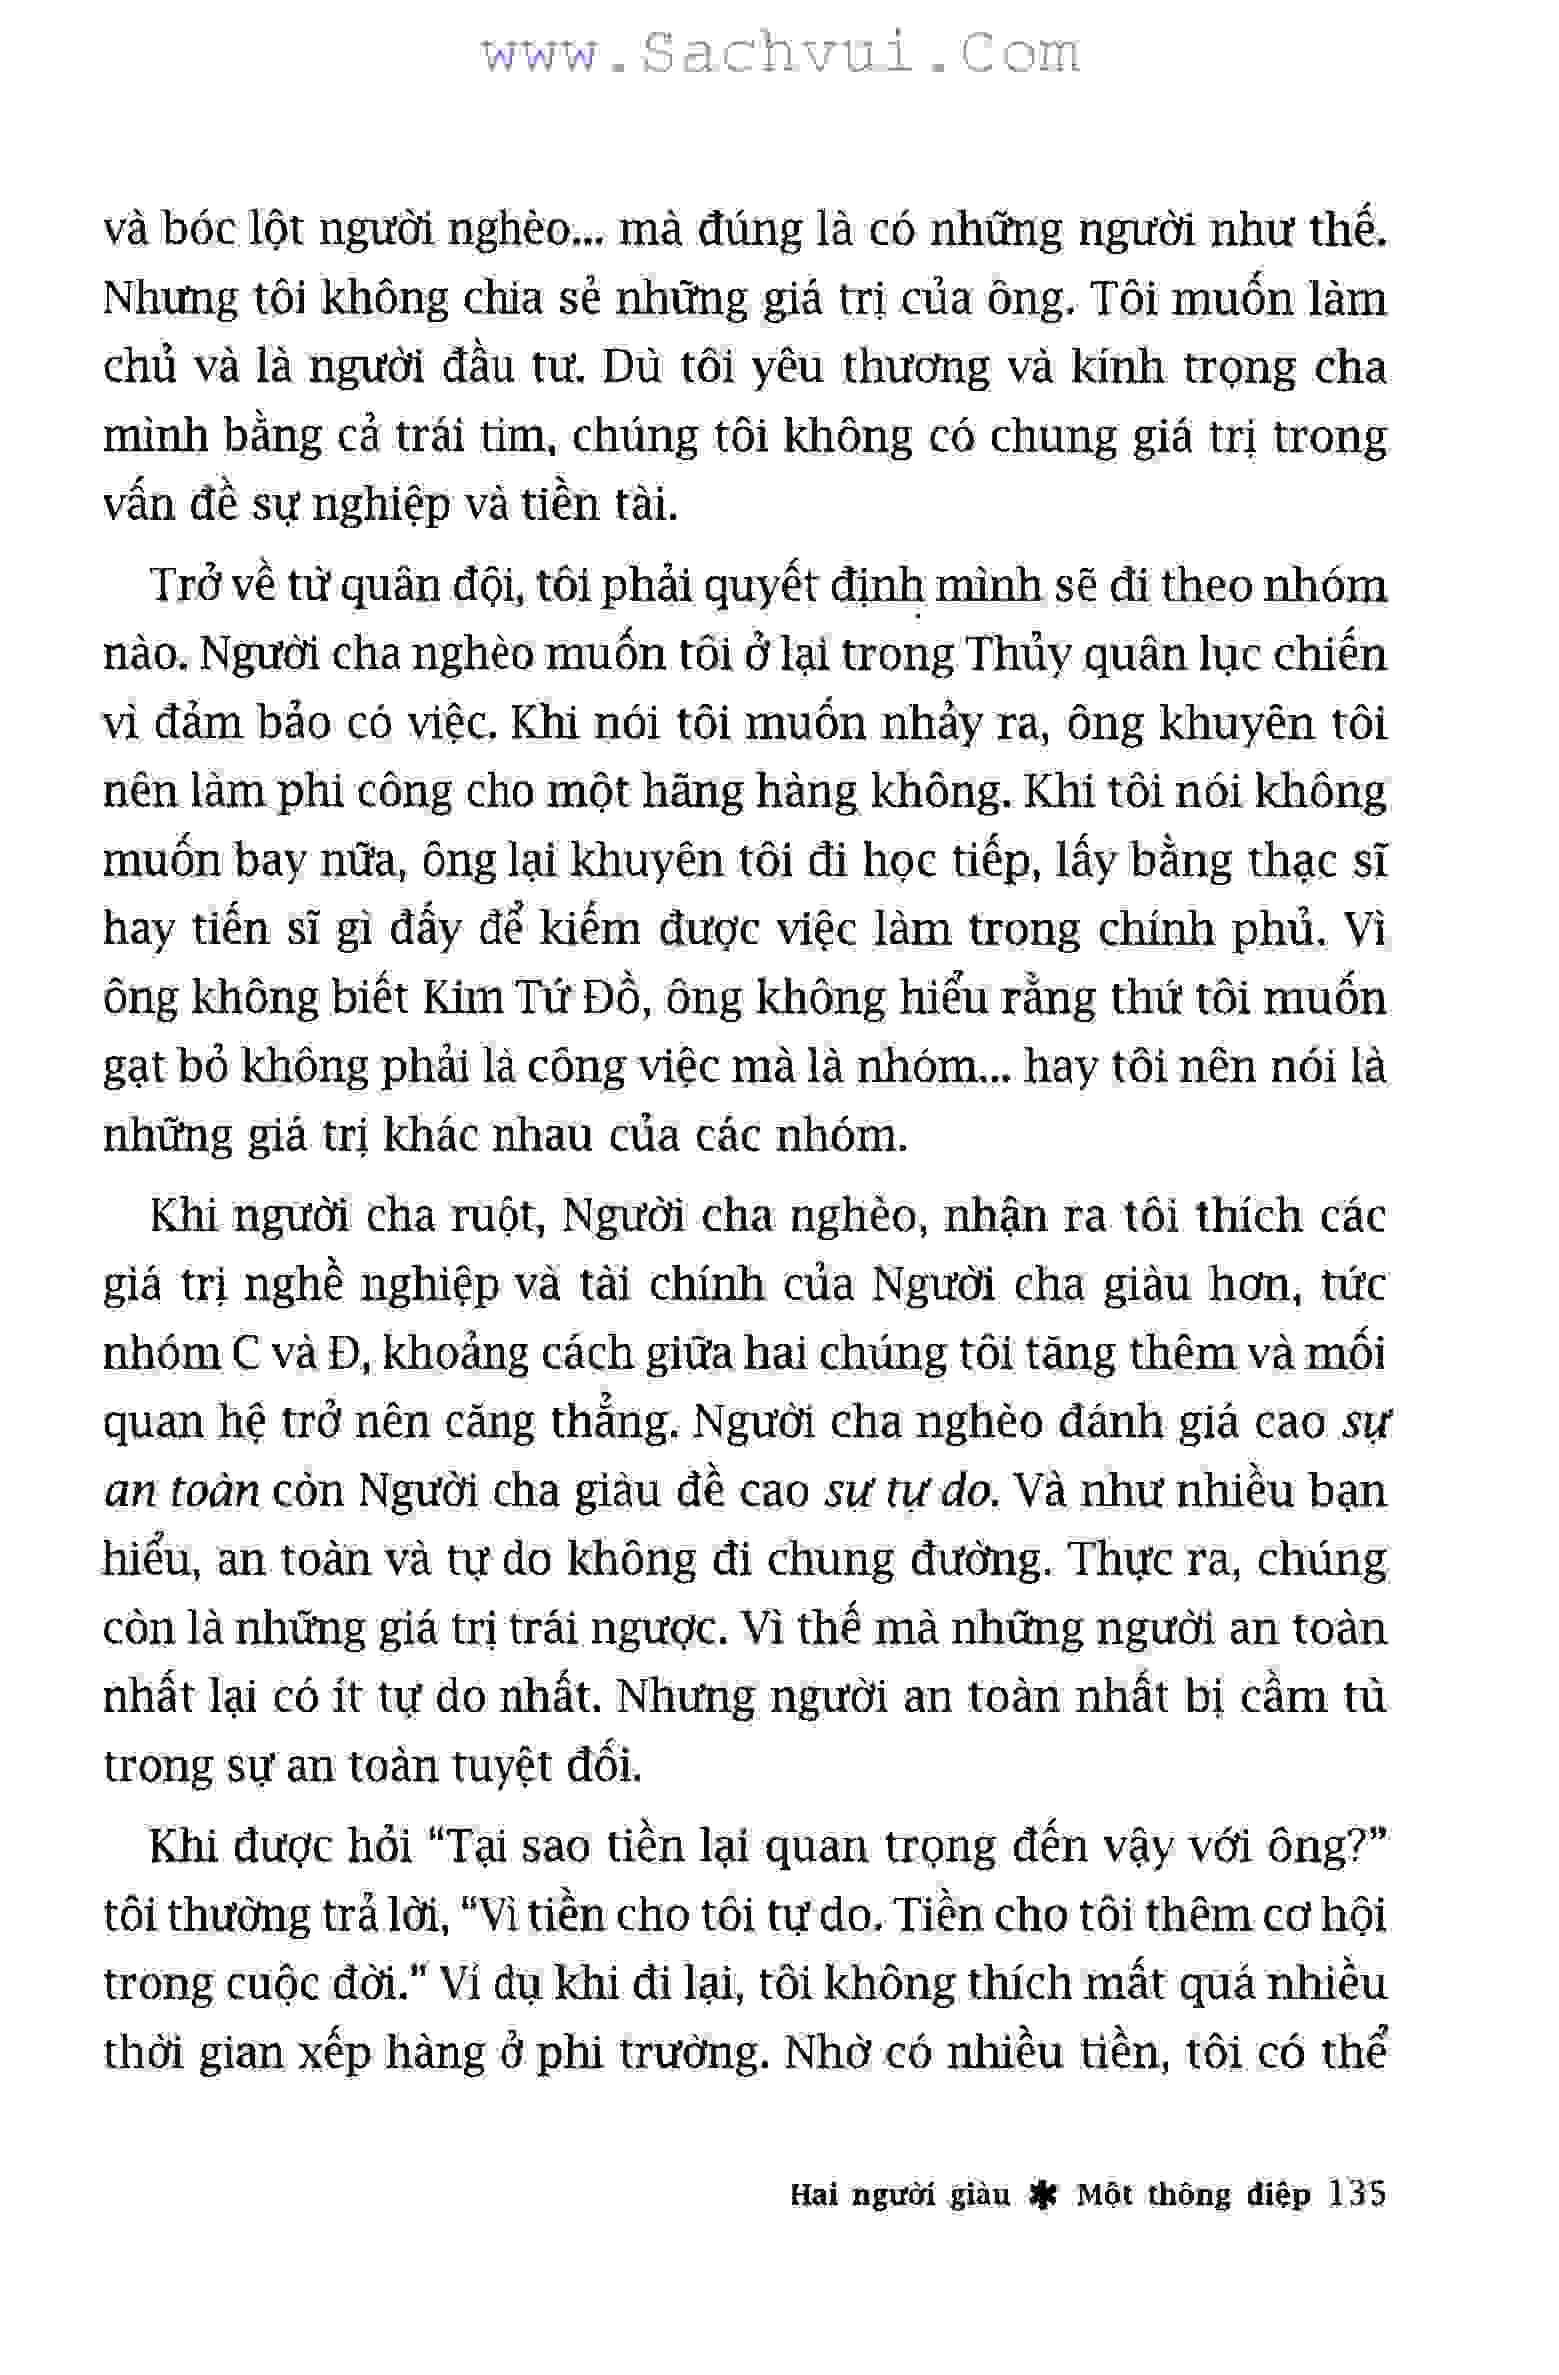 www.Sachvui.Com
và bóc lột người nghèo... mà đúng là có những người như thế.
Nhưng tôi không chia sẻ những giá trị của ông. Tôi muốn làm
chủ và là người đầu tư. Dù tôi yêu thương và kính trọng cha
mình bằng cả trái tim, chúng tôi không có chung giá trị trong
vấn đề sự nghiệp và tiền tài.
Trở về từ quân đội, tôi phải quyết định mình sẽ đi theo nhóm
nào. Người cha nghèo muốn tôi ở lại trong Thủy quân lục chiến
vì đảm bảo có việc. Khi nói tôi muốn nhảy ra, ông khuyên tôi
nên làm phi công cho một hãng hàng không. Khi tôi nói không
muốn bay nữa, ông lại khuyên tôi đi học tiếp, lấy bằng thạc sĩ
hay tiến sĩ gì đấy để kiếm được việc làm trong chính phủ. Vì
ông không biết Kim Tứ Đồ, ông không hiểu rằng thứ tôi muốn
gạt bỏ không phải là công việc mà là nhóm... hay tôi nên nói là
những giá trị khác nhau của các nhóm.
Khi người cha ruột, Người cha nghèo, nhận ra tôi thích các
giá trị nghề nghiệp và tài chính của Người cha giàu hơn, tức
nhóm C và Đ, khoảng cách giữa hai chúng tôi tăng thêm và mối
quan hệ trở nên căng thẳng. Người cha nghèo đánh giá cao sự
an toàn còn Người cha giàu đề cao sự tự do. Và như nhiều bạn
hiểu, an toàn và tự do không đi chung đường. Thực ra, chúng
còn là những giá trị trái ngược. Vì thế mà những người an toàn
nhất lại có ít tự do nhất. Nhưng người an toàn nhất bị cầm tù
trong sự an toàn tuyệt đối.
Khi được hỏi “Tại sao tiền lại quan trọng đến vậy với ông?”
tôi thường trả lời, “Vì tiền cho tôi tự do. Tiền cho tôi thêm cơ hội
trong cuộc đời.” Ví dụ khi đi lại, tôi không thích mất quá nhiều
thời gian xếp hàng ở phi trường. Nhờ có nhiều tiền, tôi có thể
Hai người giàu ✱ Một thông điệp 135